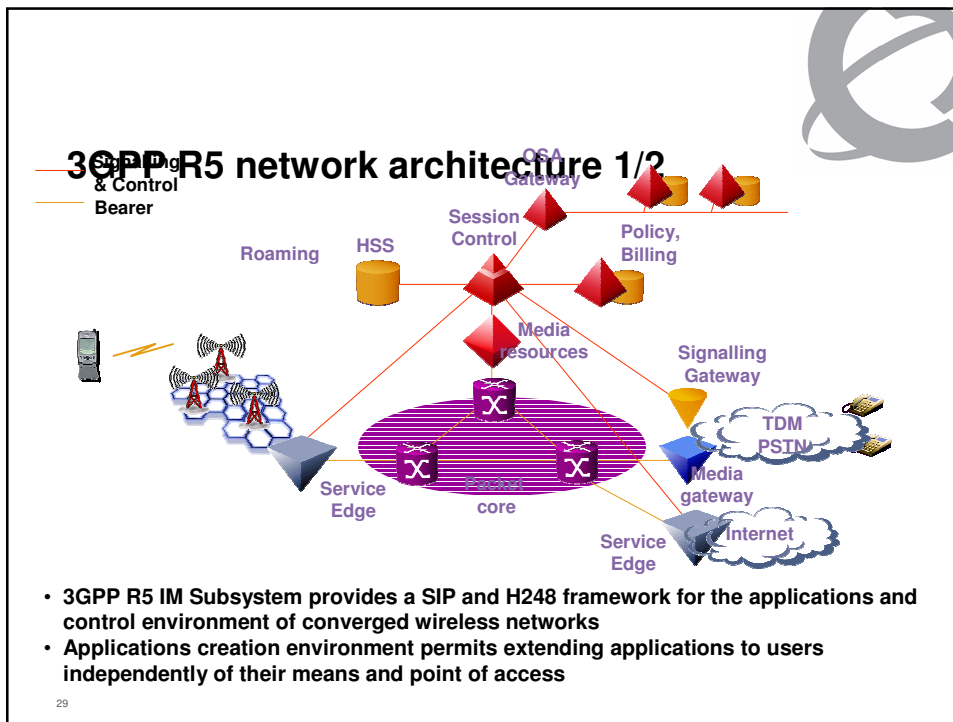 3GPP R5 network architecture 1/2
Signalling
& Control
Bearer
OSA
Gateway
Session
Control
Policy,
Billing
Roaming
HSS
Media
resources
Signalling
Gateway
TDM
PSTN
Media
gateway
Packet
core
Service
Edge
Service
Edge
Internet
• 3GPP R5 IM Subsystem provides a SIP and H248 framework for the applications and
control environment of converged wireless networks
• Applications creation environment permits extending applications to users
independently of their means and point of access
29